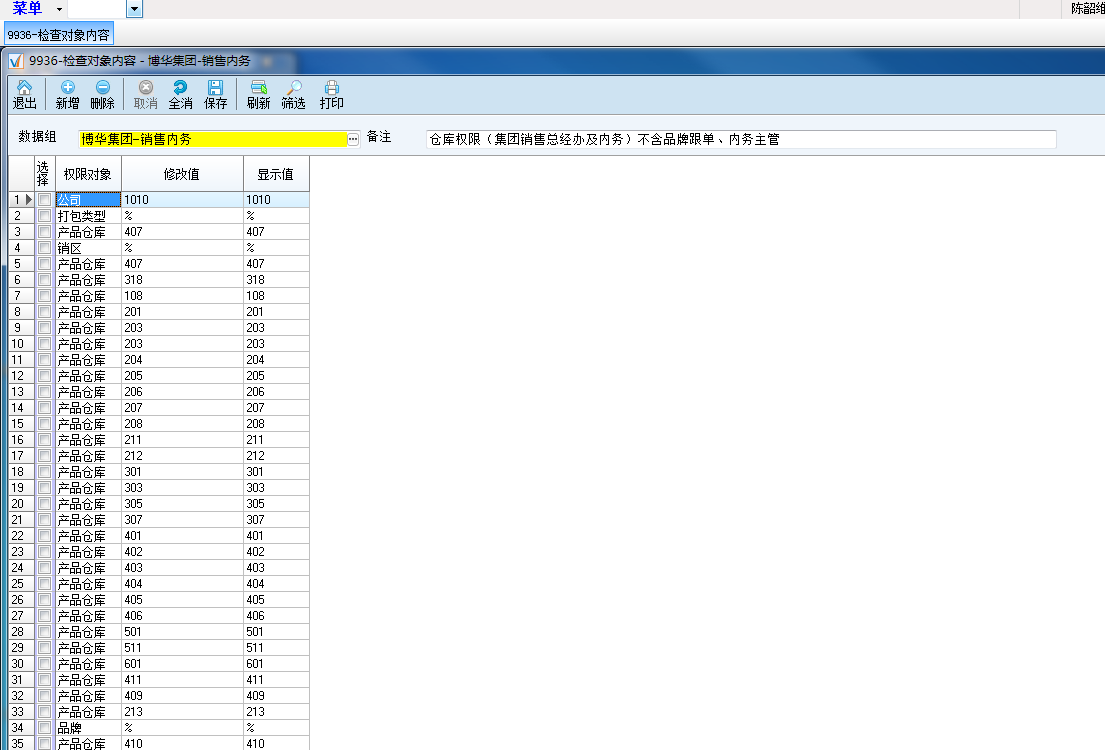 菜单
陈韶维
9936-检查对象内容
9936-检查对象内容 - 博华集团-销售内务
退出 新增 删除 取消 全消 保存 刷新 筛选 打印
数据组 博华集团-销售内务 备注 仓库权限（集团销售总经办及内务）不含品牌跟单、内务主管
选择 权限对象 修改值 显示值
1 公司 1010 1010
2 打包类型 % %
3 产品仓库 407 407
4 销区 % %
5 产品仓库 407 407
6 产品仓库 318 318
7 产品仓库 108 108
8 产品仓库 201 201
9 产品仓库 203 203
10 产品仓库 203 203
11 产品仓库 204 204
12 产品仓库 205 205
13 产品仓库 206 206
14 产品仓库 207 207
15 产品仓库 208 208
16 产品仓库 211 211
17 产品仓库 212 212
18 产品仓库 301 301
19 产品仓库 303 303
20 产品仓库 305 305
21 产品仓库 307 307
22 产品仓库 401 401
23 产品仓库 402 402
24 产品仓库 403 403
25 产品仓库 404 404
26 产品仓库 405 405
27 产品仓库 406 406
28 产品仓库 501 501
29 产品仓库 511 511
30 产品仓库 601 601
31 产品仓库 411 411
32 产品仓库 409 409
33 产品仓库 213 213
34 品牌 % %
35 产品仓库 410 410